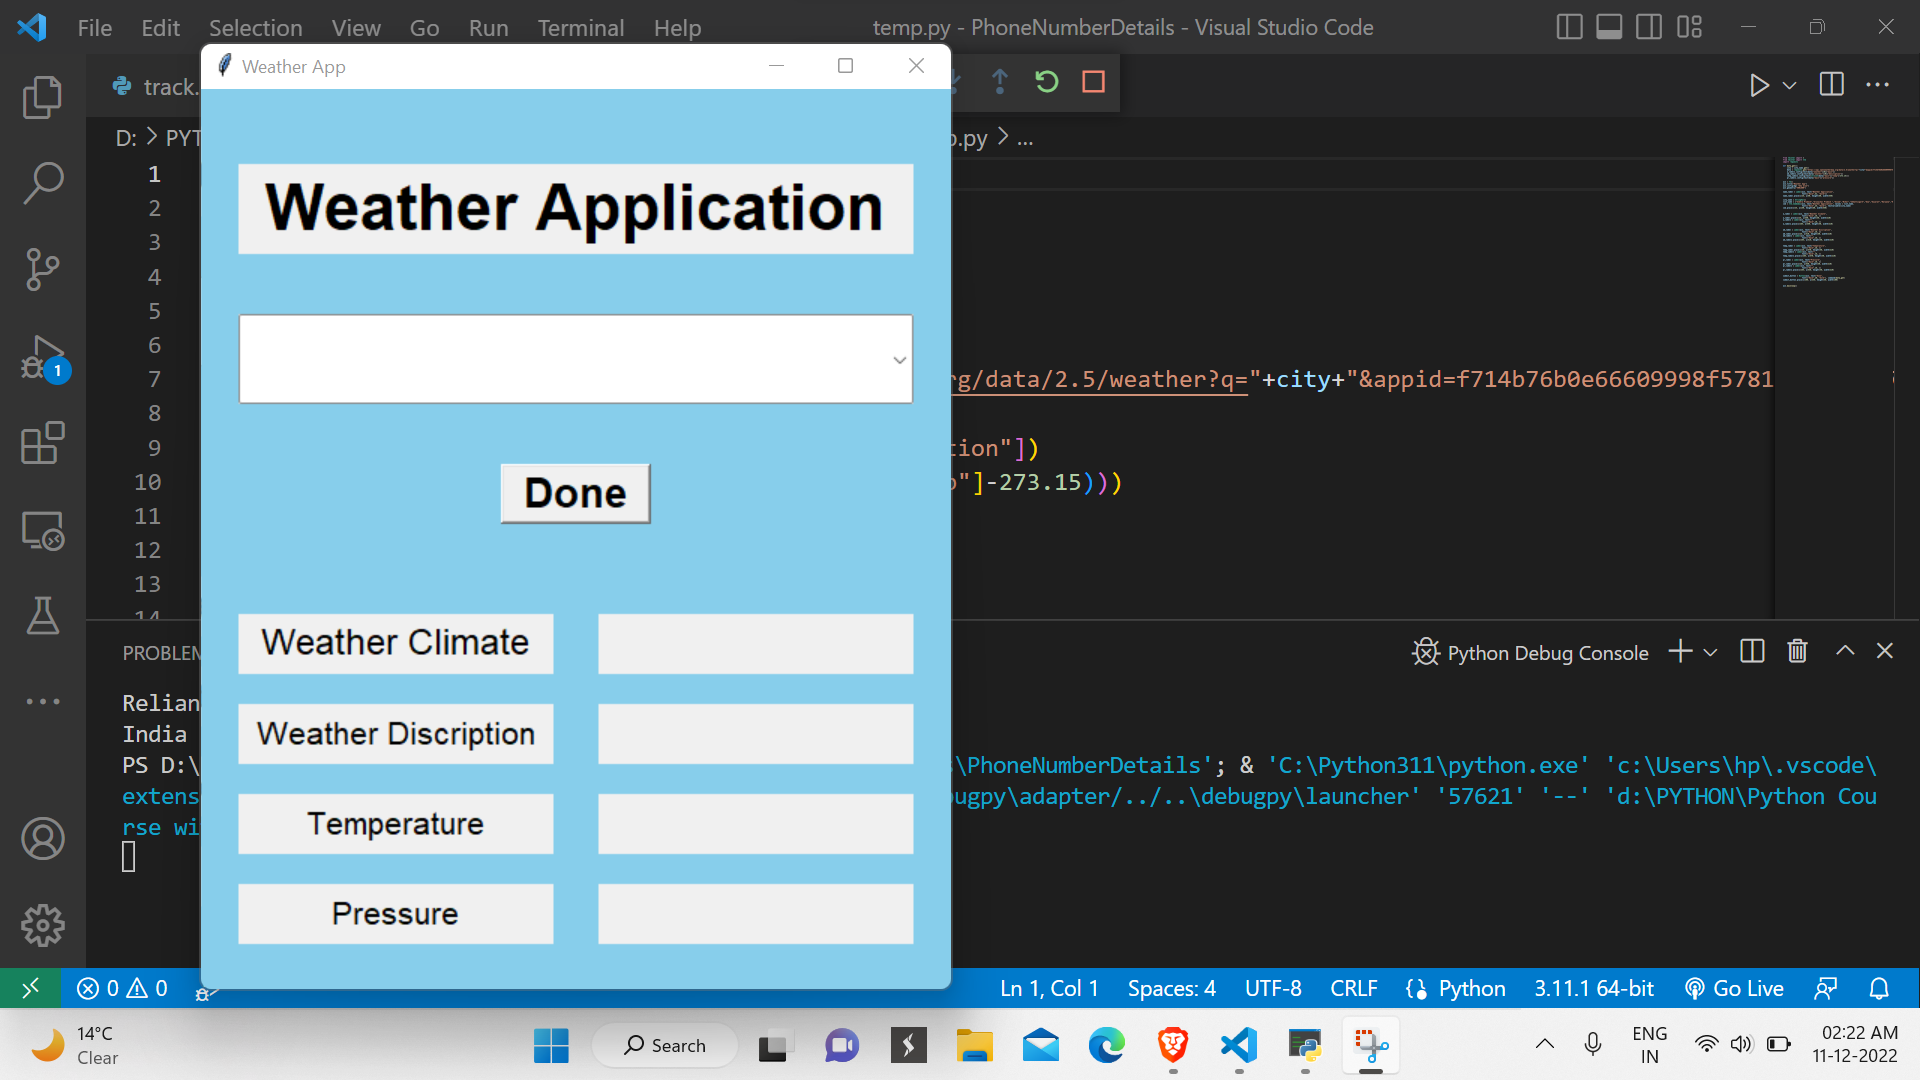 File Edit Selection View Go Run Terminal Help
temp.py - PhoneNumberDetails - Visual Studio Code
Weather App
track.
D: > PYT
p.py > ...
Weather Application
Done
Weather Climate
Weather Discription
Temperature
Pressure
1
2
3
4
5
6
7
8
9
10
11
12
13
14
rg/data/2.5/weather?q="+city+"&appid=f714b76b0e66609998f5781
tion"])
p"]-273.15)))
1
PROBLEM
Python Debug Console
Relian
India
PS D:\
s\PhoneNumberDetails'; & 'C:\Python311\python.exe' 'c:\Users\hp\.vscode\
extens
bugpy\adapter/../..\debugpy\launcher' '57621' '--' 'd:\PYTHON\Python Cou
rse wi
0 0
Ln 1, Col 1 Spaces: 4 UTF-8 CRLF Python 3.11.1 64-bit Go Live
14°C
Clear
Search
ENG
IN
02:22 AM
11-12-2022